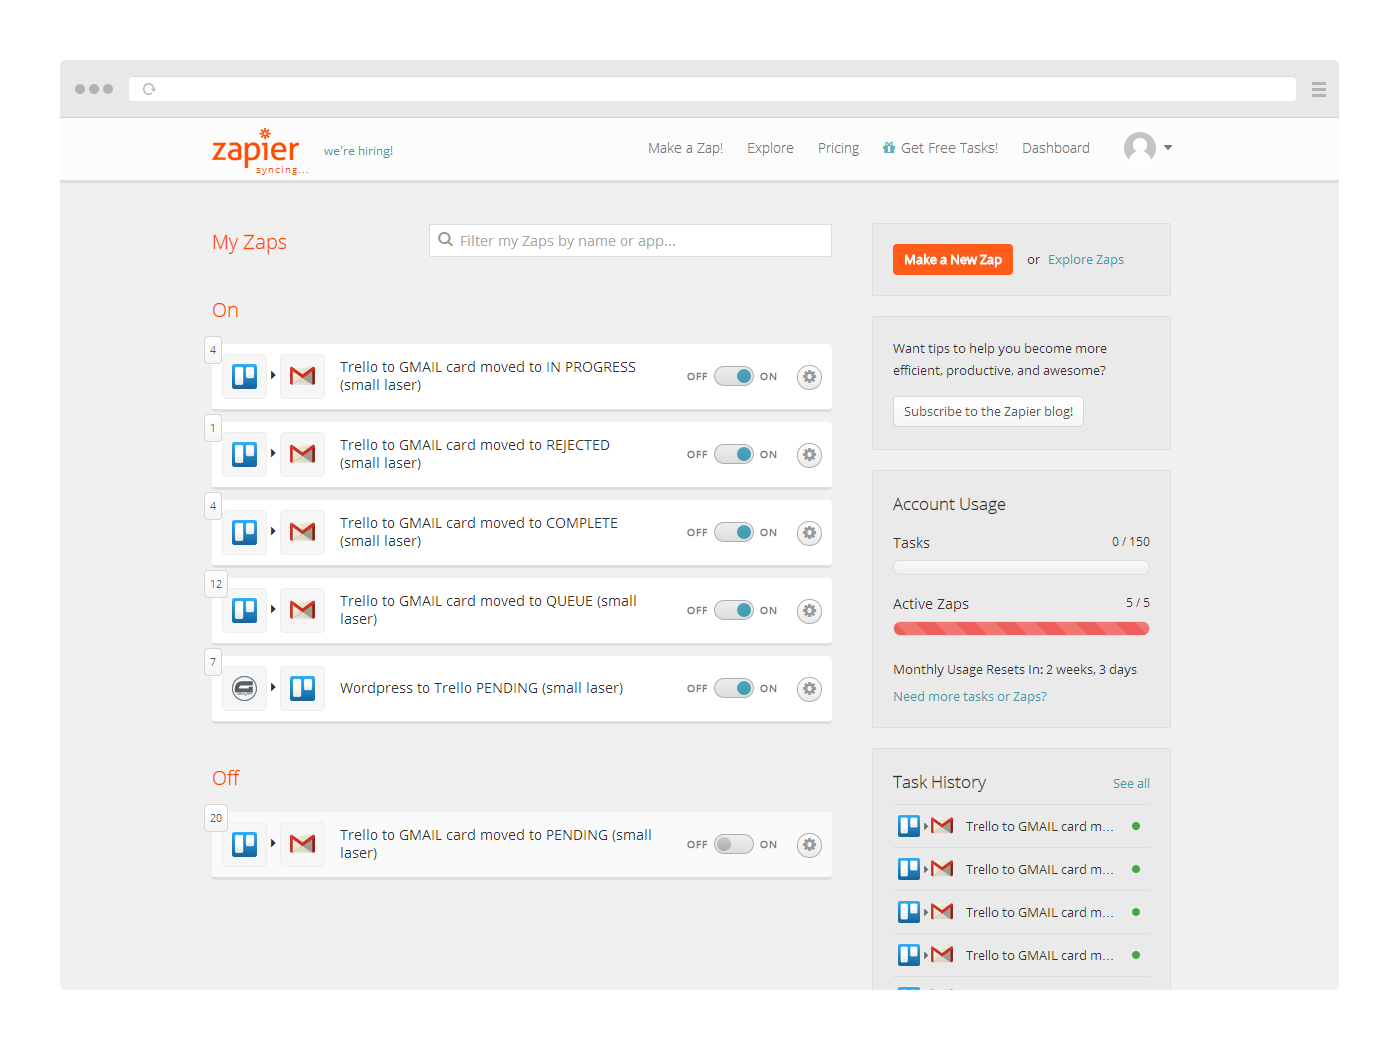 zapier
syncing...
we're hiring!
Make a Zap!
Explore
Pricing
Get Free Tasks!
Dashboard
My Zaps
Filter my Zaps by name or app...
On
4
Trello to GMAIL card moved to IN PROGRESS
(small laser)
OFF
ON
1
Trello to GMAIL card moved to REJECTED
(small laser)
OFF
ON
4
Trello to GMAIL card moved to COMPLETE
(small laser)
OFF
ON
12
Trello to GMAIL card moved to QUEUE (small
laser)
OFF
ON
7
Wordpress to Trello PENDING (small laser)
OFF
ON
Off
20
Trello to GMAIL card moved to PENDING (small
laser)
OFF
ON
Make a New Zap
or
Explore Zaps
Want tips to help you become more
efficient, productive, and awesome?
Subscribe to the Zapier blog!
Account Usage
Tasks
0 / 150
Active Zaps
5 / 5
Monthly Usage Resets In: 2 weeks, 3 days
Need more tasks or Zaps?
Task History
See all
Trello to GMAIL card m...
Trello to GMAIL card m...
Trello to GMAIL card m...
Trello to GMAIL card m...